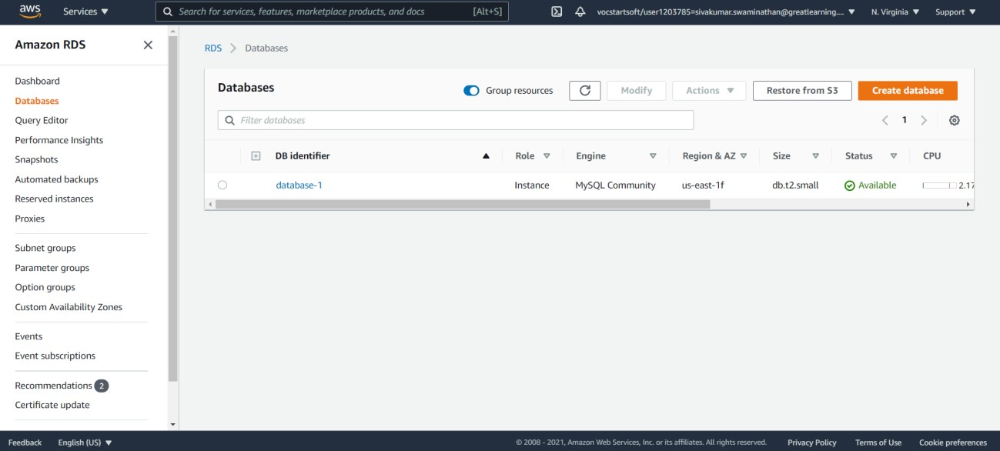 aws Services Search for services, features, marketplace products, and docs [Alt+S] vocstartsoft/user1203785=sivakumar.swaminathan@greatlearning.... N. Virginia Support
Amazon RDS
Dashboard
Databases
Query Editor
Performance Insights
Snapshots
Automated backups
Reserved instances
Proxies
Subnet groups
Parameter groups
Option groups
Custom Availability Zones
Events
Event subscriptions
Recommendations 2
Certificate update
RDS > Databases
Databases Group resources Modify Actions Restore from S3 Create database
Filter databases 1
DB identifier Role Engine Region & AZ Size Status CPU
database-1 Instance MySQL Community us-east-1f db.t2.small Available 2.17
Feedback English (US) © 2008 - 2021, Amazon Web Services, Inc. or its affiliates. All rights reserved. Privacy Policy Terms of Use Cookie preferences